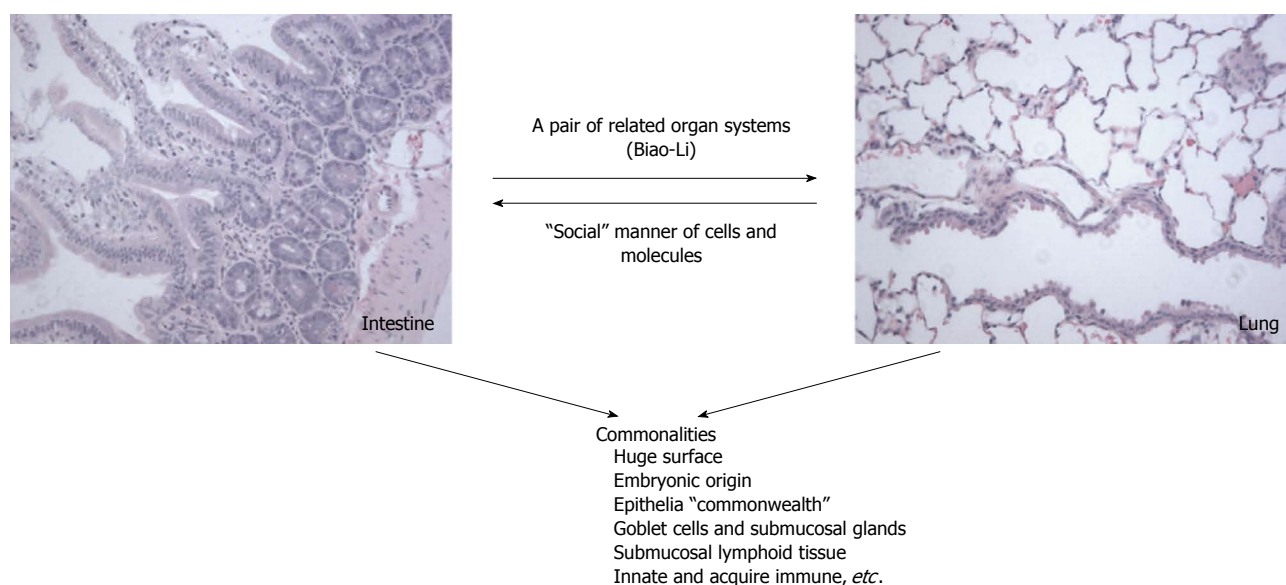 A pair of related organ systems
(Biao-Li)
“Social” manner of cells and
molecules
Intestine
Lung
Commonalities
Huge surface
Embryonic origin
Epithelia “commonwealth”
Goblet cells and submucosal glands
Submucosal lymphoid tissue
Innate and acquire immune, etc.